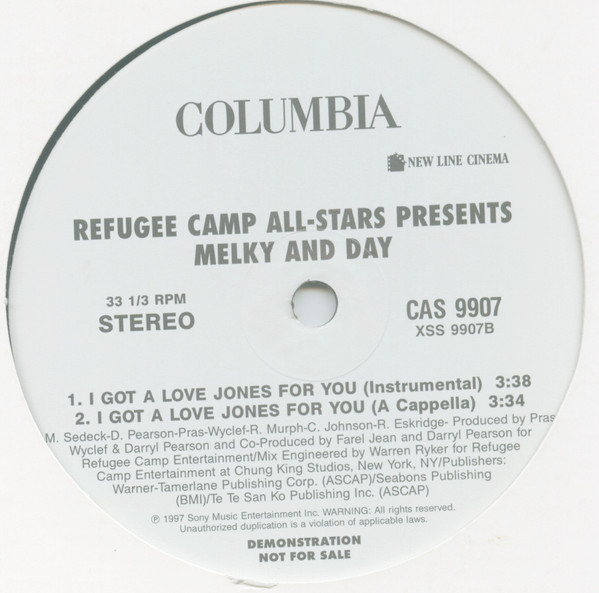 COLUMBIA
NEW LINE CINEMA
REFUGEE CAMP ALL-STARS PRESENTS
MELKY AND DAY
33 1/3 RPM
STEREO
CAS 9907
XSS 9907B
1. I GOT A LOVE JONES FOR YOU (Instrumental) 3:38
2. I GOT A LOVE JONES FOR YOU (A Cappella) 3:34
M. Sedeck-D. Pearson-Pras-Wyclef-R. Murph-C. Johnson-R. Eskridge- Produced by Pras
Wyclef & Darryl Pearson and Co-Produced by Farel Jean and Darryl Pearson for
Refugee Camp Entertainment/Mix Engineered by Warren Ryker for Refugee
Camp Entertainment at Chung King Studios, New York, NY/Publishers:
Warner-Tamerlane Publishing Corp. (ASCAP)/Seabons Publishing
(BMI)/Te Te San Ko Publishing Inc. (ASCAP)
℗ 1997 Sony Music Entertainment Inc. WARNING: All rights reserved.
Unauthorized duplication is a violation of applicable laws.
DEMONSTRATION
NOT FOR SALE